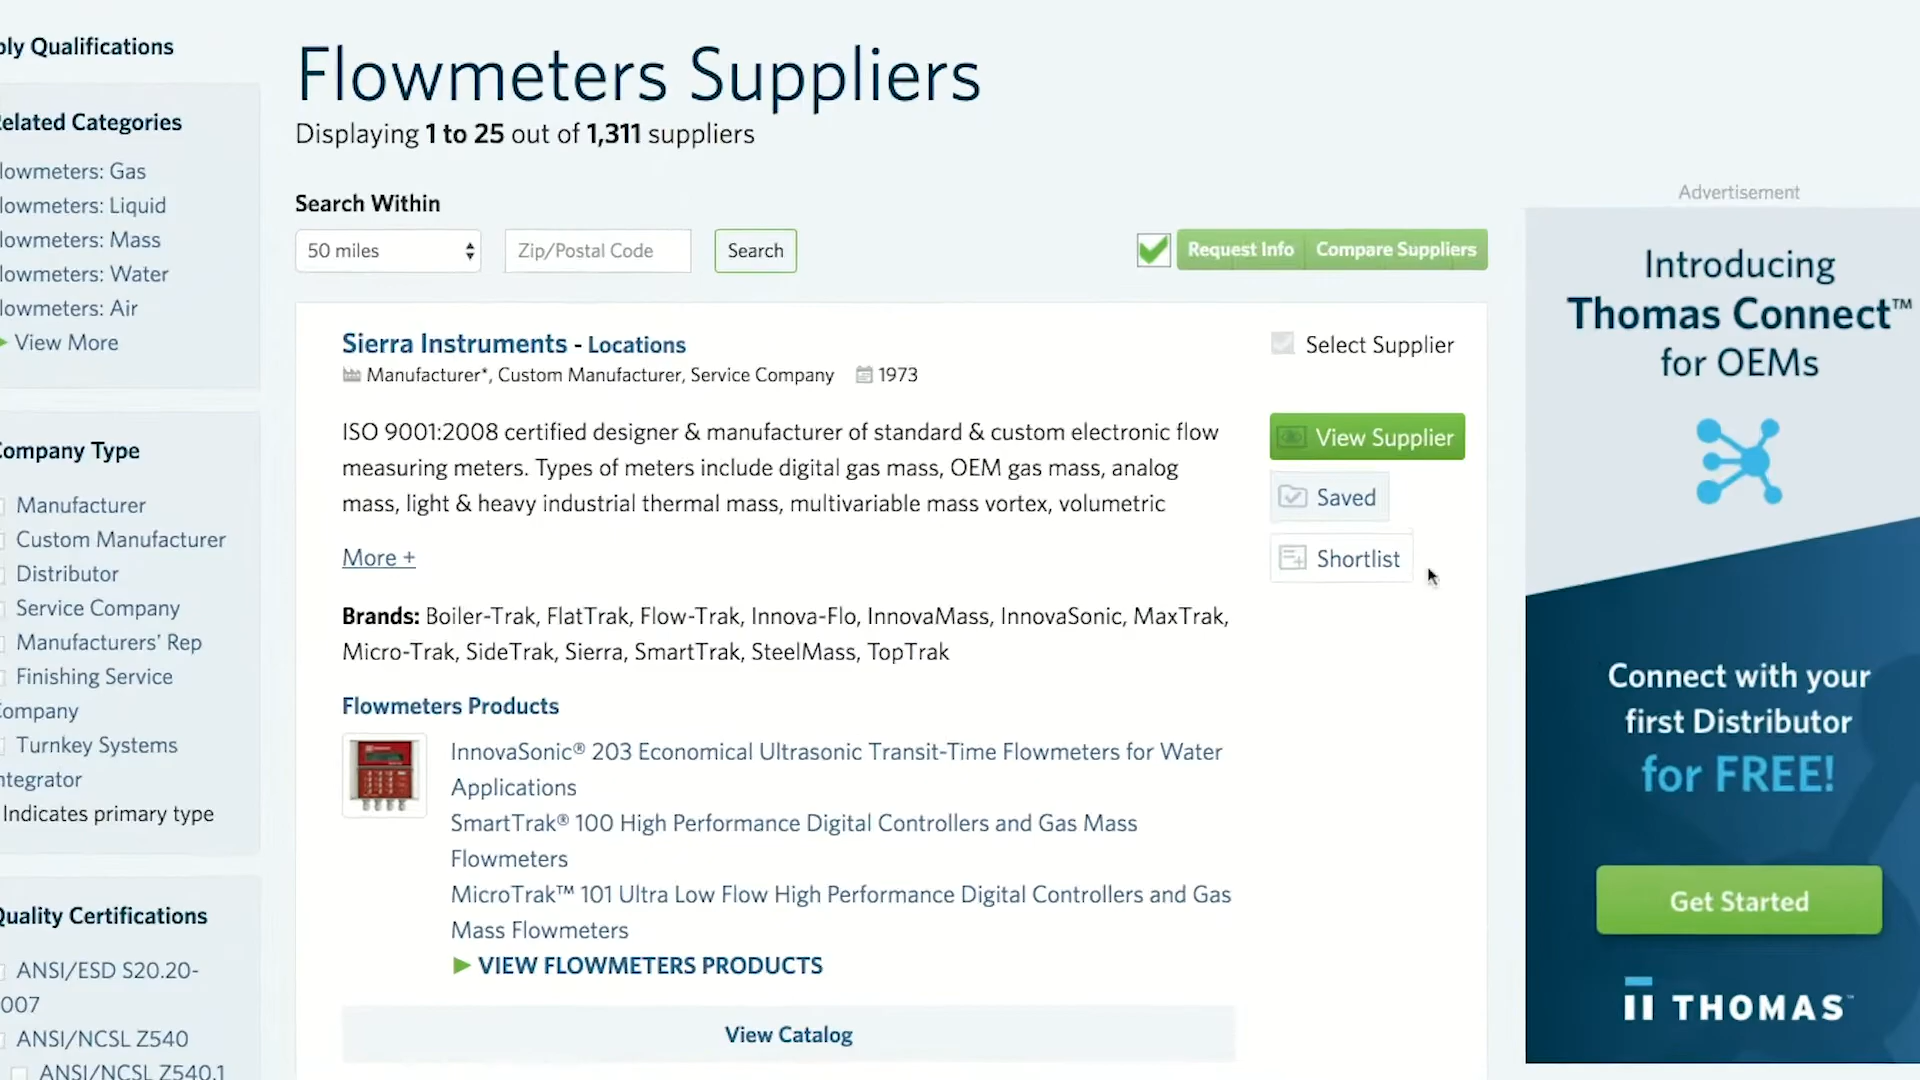 ply Qualifications
elated Categories
lowmeters: Gas
lowmeters: Liquid
lowmeters: Mass
lowmeters: Water
lowmeters: Air
View More
ompany Type
Manufacturer
Custom Manufacturer
Distributor
Service Company
Manufacturers' Rep
Finishing Service
ompany
Turnkey Systems
ntegrator
Indicates primary type
Quality Certifications
ANSI/ESD S20.20-
007
ANSI/NCSL Z540
ANSI/NCSL Z540.1
Flowmeters Suppliers
Displaying 1 to 25 out of 1,311 suppliers
Search Within
50 miles
Zip/Postal Code
Search
Request Info
Compare Suppliers
Sierra Instruments - Locations
Manufacturer*, Custom Manufacturer, Service Company 1973
ISO 9001:2008 certified designer & manufacturer of standard & custom electronic flow
measuring meters. Types of meters include digital gas mass, OEM gas mass, analog
mass, light & heavy industrial thermal mass, multivariable mass vortex, volumetric
More +
Brands: Boiler-Trak, FlatTrak, Flow-Trak, Innova-Flo, InnovaMass, InnovaSonic, MaxTrak,
Micro-Trak, SideTrak, Sierra, SmartTrak, SteelMass, TopTrak
Flowmeters Products
InnovaSonic® 203 Economical Ultrasonic Transit-Time Flowmeters for Water
Applications
SmartTrak® 100 High Performance Digital Controllers and Gas Mass
Flowmeters
MicroTrak™ 101 Ultra Low Flow High Performance Digital Controllers and Gas
Mass Flowmeters
VIEW FLOWMETERS PRODUCTS
View Catalog
Select Supplier
View Supplier
Saved
Shortlist
Advertisement
Introducing
Thomas Connect™
for OEMs
Connect with your
first Distributor
for FREE!
Get Started
THOMAS™